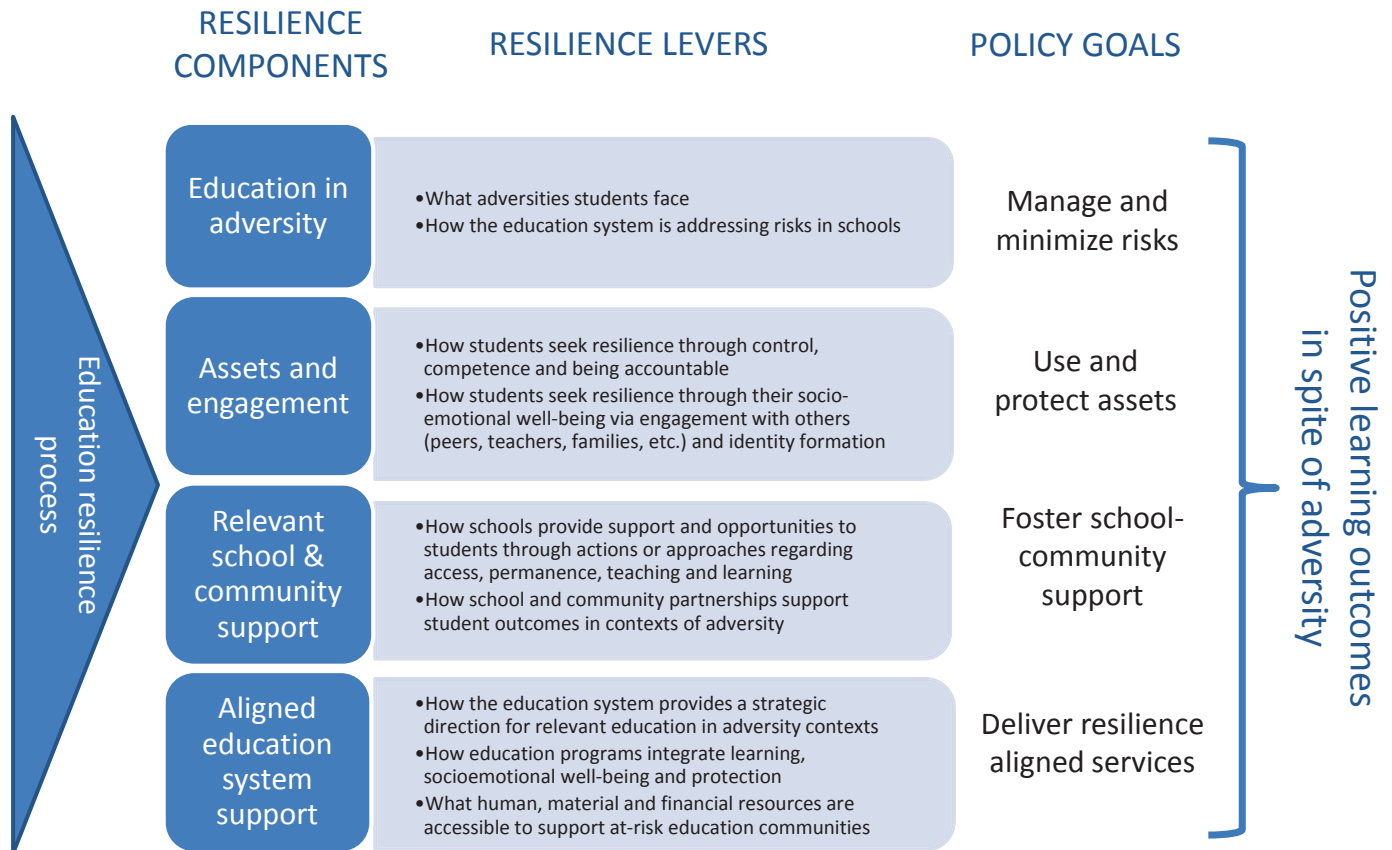 RESILIENCE
COMPONENTS
RESILIENCE LEVERS
POLICY GOALS
Education resilience
process
Education in
adversity
•What adversities students face
•How the education system is addressing risks in schools
Manage and
minimize risks
Assets and
engagement
•How students seek resilience through control,
competence and being accountable
•How students seek resilience through their socio-
emotional well-being via engagement with others
(peers, teachers, families, etc.) and identity formation
Use and
protect assets
Relevant
school &
community
support
•How schools provide support and opportunities to
students through actions or approaches regarding
access, permanence, teaching and learning
•How school and community partnerships support
student outcomes in contexts of adversity
Foster school-
community
support
Aligned
education
system
support
•How the education system provides a strategic
direction for relevant education in adversity contexts
•How education programs integrate learning,
socioemotional well-being and protection
•What human, material and financial resources are
accessible to support at-risk education communities
Deliver resilience
aligned services
Positive learning outcomes
in spite of adversity